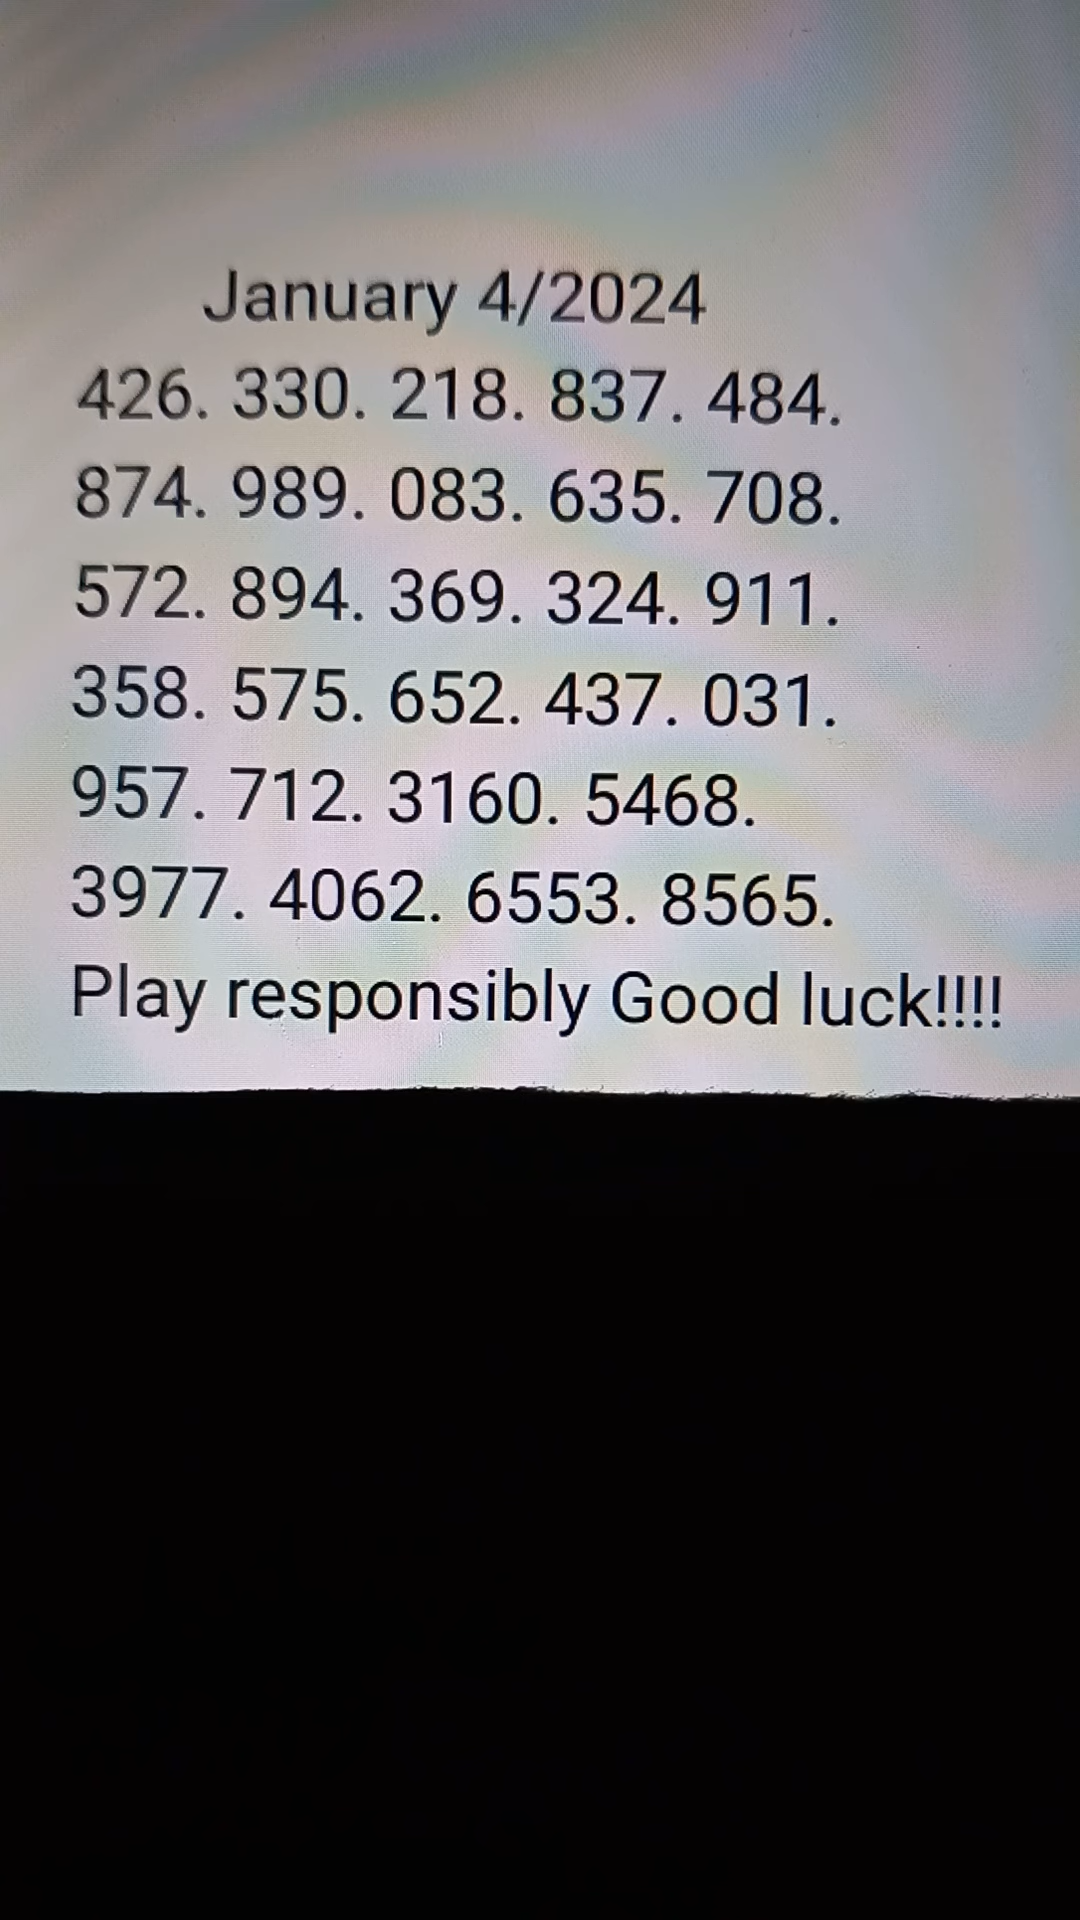 January 4/2024
426. 330. 218. 837. 484.
874. 989. 083. 635. 708.
572. 894. 369. 324. 911.
358. 575. 652. 437. 031.
957. 712. 3160. 5468.
3977. 4062. 6553. 8565.
Play responsibly Good luck!!!!